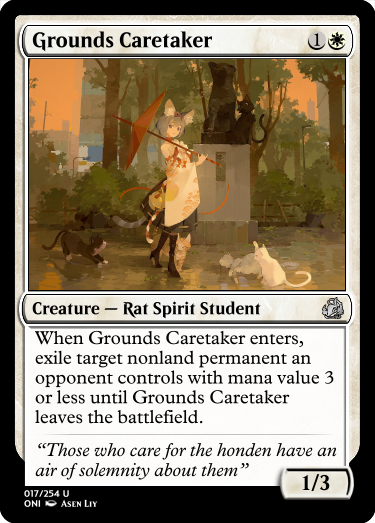 Grounds Caretaker 1
Creature — Rat Spirit Student
When Grounds Caretaker enters,
exile target nonland permanent an
opponent controls with mana value 3
or less until Grounds Caretaker
leaves the battlefield.
“Those who care for the honden have an
air of solemnity about them”
1/3
017/254 U
ONI Asen Liy